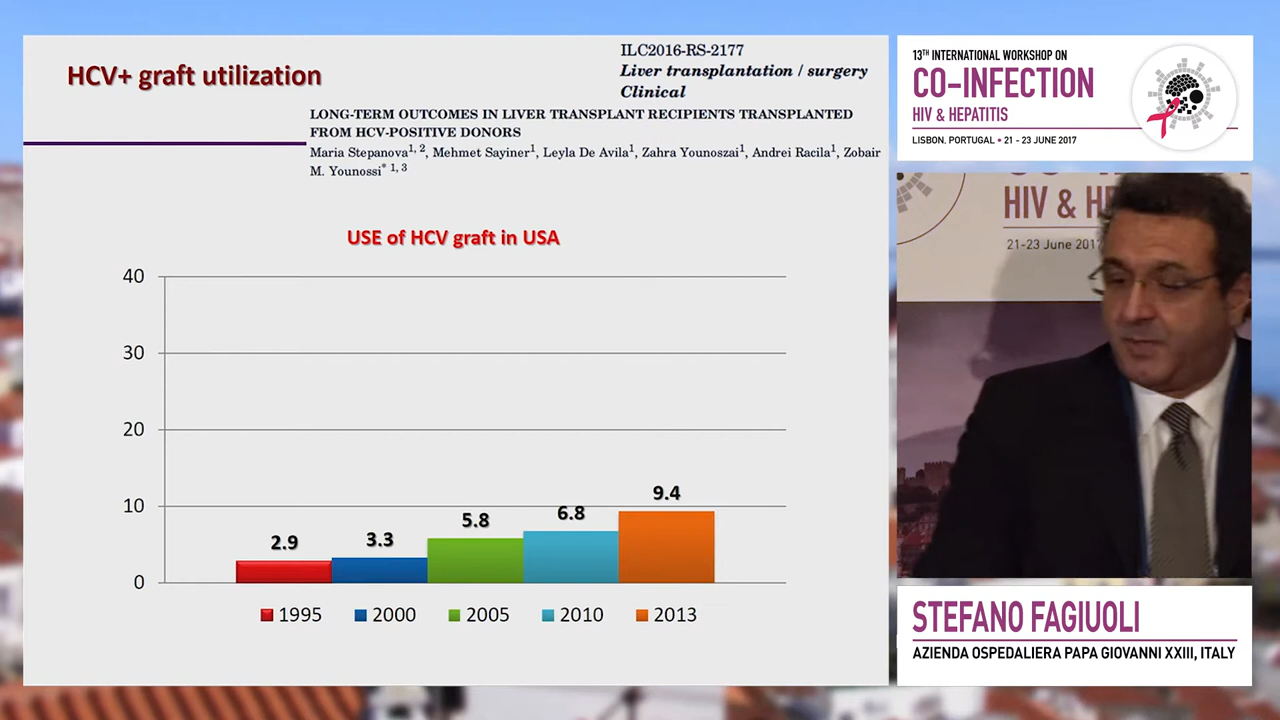 HCV+ graft utilization
ILC2016-RS-2177
Liver transplantation / surgery
Clinical
LONG-TERM OUTCOMES IN LIVER TRANSPLANT RECIPIENTS TRANSPLANTED
FROM HCV-POSITIVE DONORS
Maria Stepanova1, 2, Mehmet Sayiner1, Leyla De Avila1, Zahra Younoszai1, Andrei Racila1, Zobair
M. Younossi* 1, 3
USE of HCV graft in USA
40
30
20
10
0
2.9
3.3
5.8
6.8
9.4
1995
2000
2005
2010
2013
13TH INTERNATIONAL WORKSHOP ON
CO-INFECTION
HIV & HEPATITIS
LISBON, PORTUGAL • 21 - 23 JUNE 2017
HIV & HE
21-23 June 2017
STEFANO FAGIUOLI
AZIENDA OSPEDALIERA PAPA GIOVANNI XXIII, ITALY